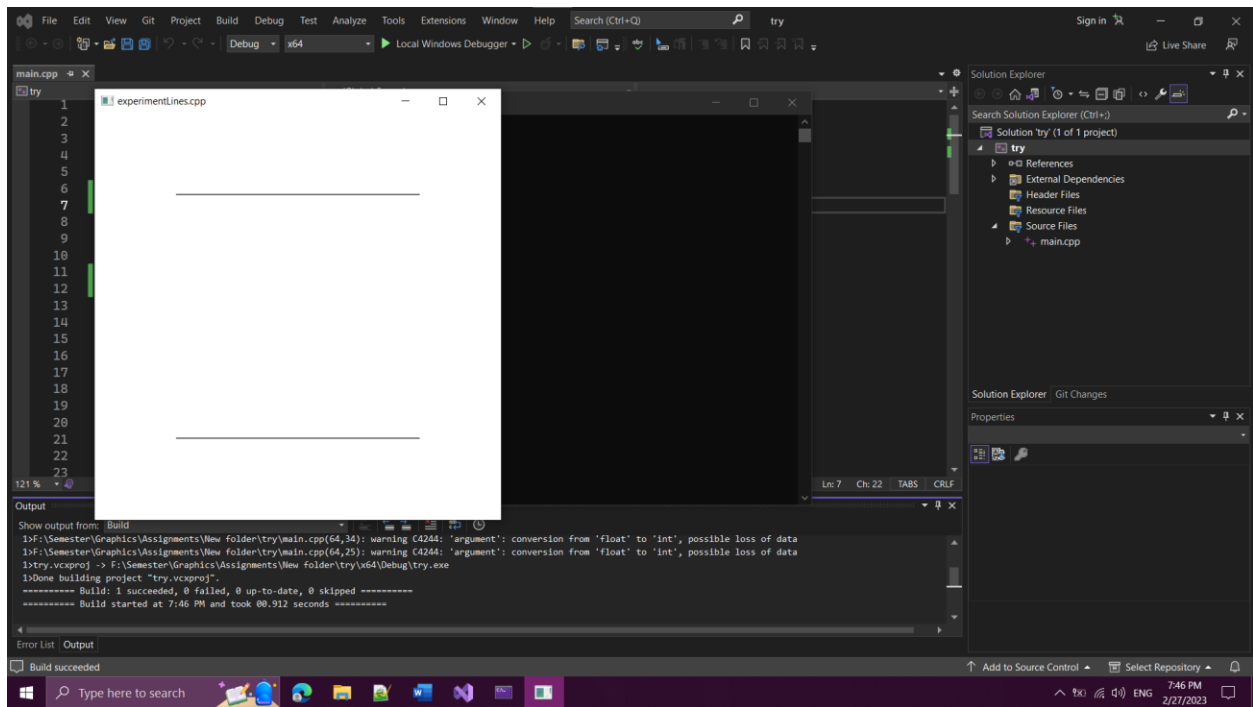 File Edit View Git Project Build Debug Test Analyze Tools Extensions Window Help Search (Ctrl+Q) try Sign in
Debug x64 Local Windows Debugger Live Share
main.cpp
try
experimentLines.cpp
1
2
3
4
5
6
7
8
9
10
11
12
13
14
15
16
17
18
19
20
21
22
23
121 % Ln: 7 Ch: 22 TABS CRLF
Solution Explorer
Search Solution Explorer (Ctrl+;)
Solution 'try' (1 of 1 project)
try
References
External Dependencies
Header Files
Resource Files
Source Files
main.cpp
Solution Explorer Git Changes
Properties
Output
Show output from: Build
1>F:\Semester\Graphics\Assignments\New folder\try\main.cpp(64,34): warning C4244: 'argument': conversion from 'float' to 'int', possible loss of data
1>F:\Semester\Graphics\Assignments\New folder\try\main.cpp(64,25): warning C4244: 'argument': conversion from 'float' to 'int', possible loss of data
1>try.vcxproj -> F:\Semester\Graphics\Assignments\New folder\try\x64\Debug\try.exe
1>Done building project "try.vcxproj".
========== Build: 1 succeeded, 0 failed, 0 up-to-date, 0 skipped ==========
========== Build started at 7:46 PM and took 00.912 seconds ==========
Error List Output
Build succeeded Add to Source Control Select Repository
Type here to search ENG 7:46 PM
2/27/2023